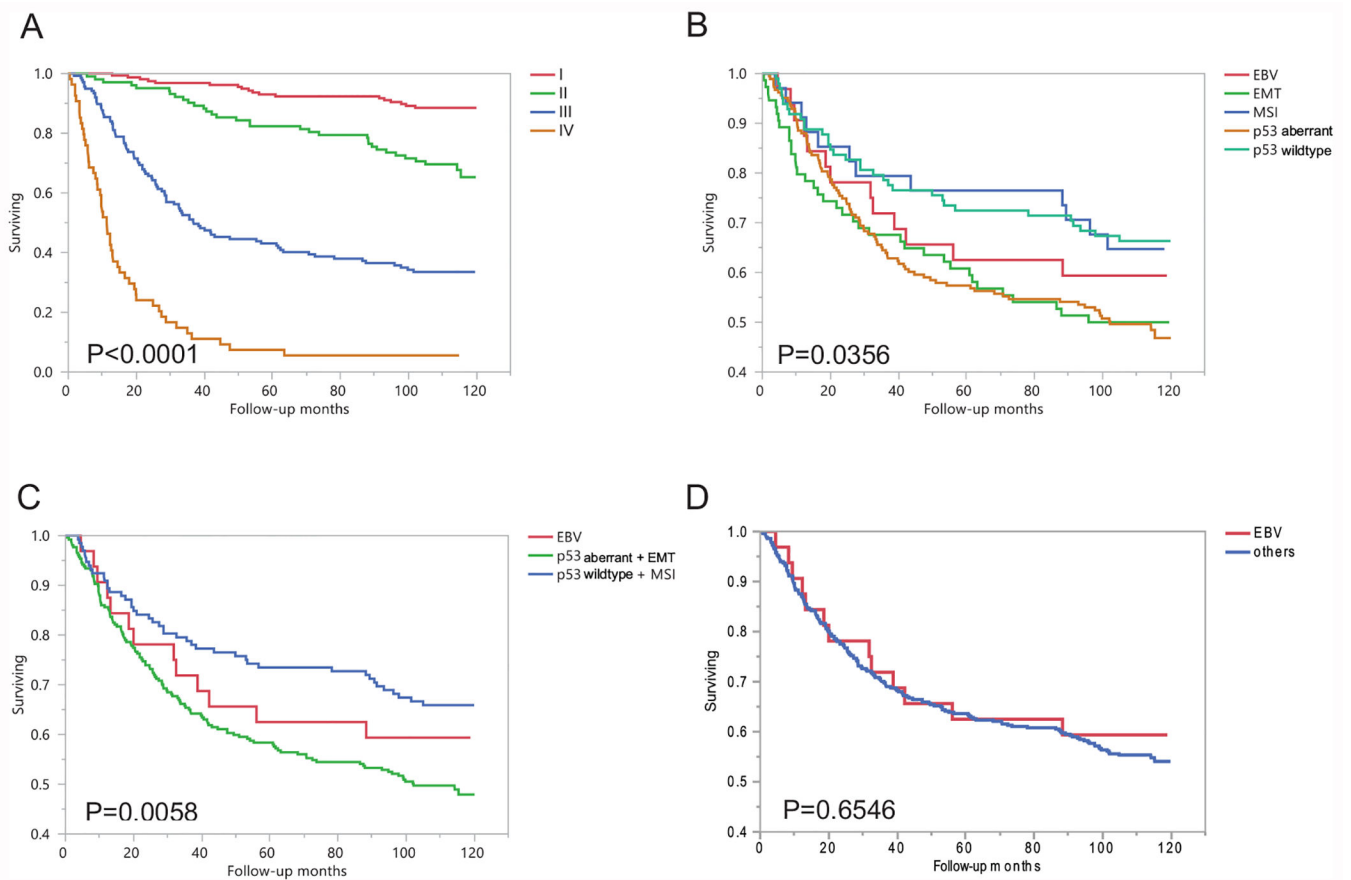 A
1.0
0.8
0.6
0.4
0.2
0.0
Surviving
0 20 40 60 80 100 120
Follow-up months
P<0.0001
I
II
III
IV
B
1.0
0.9
0.8
0.7
0.6
0.5
0.4
Surviving
0 20 40 60 80 100 120
Follow-up months
P=0.0356
EBV
EMT
MSI
p53 aberrant
p53 wildtype
C
1.0
0.9
0.8
0.7
0.6
0.5
0.4
Surviving
0 20 40 60 80 100 120
Follow-up months
P=0.0058
EBV
p53 aberrant + EMT
p53 wildtype + MSI
D
1.0
0.9
0.8
0.7
0.6
0.5
0.4
Surviving
0 20 40 60 80 100 120
Follow-up months
P=0.6546
EBV
others